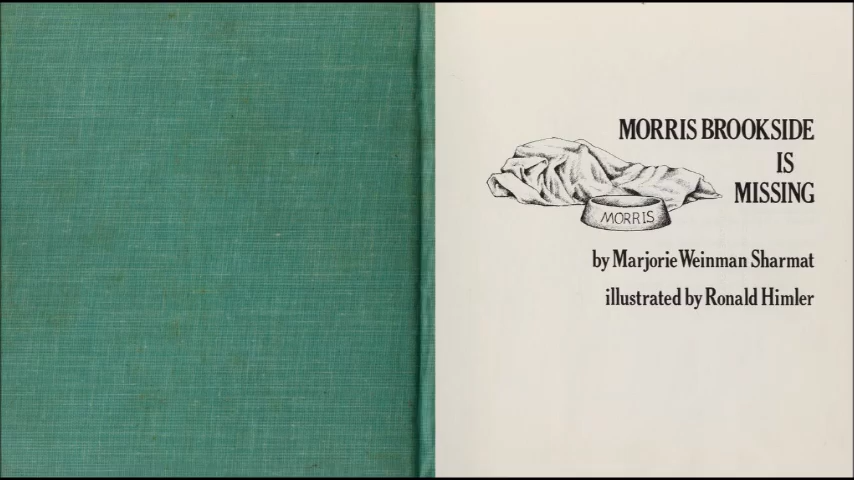 MORRIS BROOKSIDE
IS
MISSING
MORRIS
by Marjorie Weinman Sharmat
illustrated by Ronald Himler